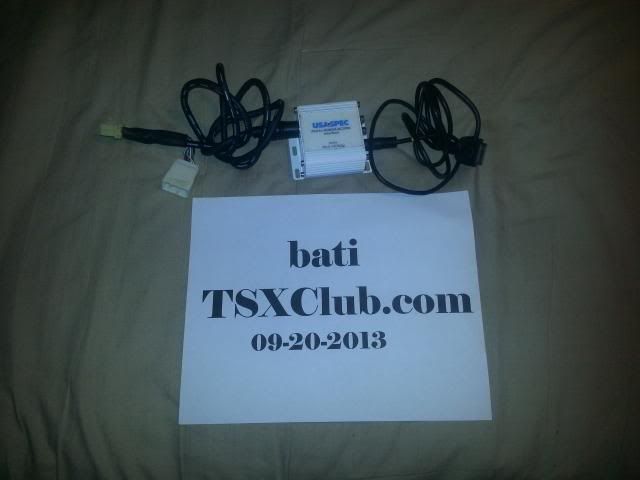 USA SPEC
bati
TSXClub.com
09-20-2013